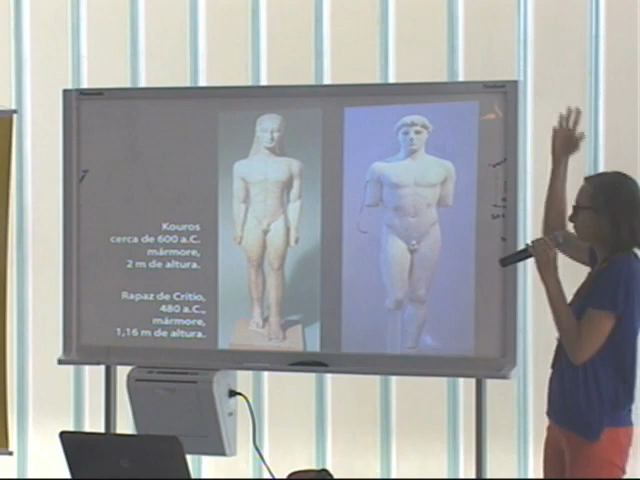 Kouros
cerca de 600 a.C.
mármore,
2 m de altura.
Rapaz de Crítio,
480 a.C.,
mármore,
1,16 m de altura.